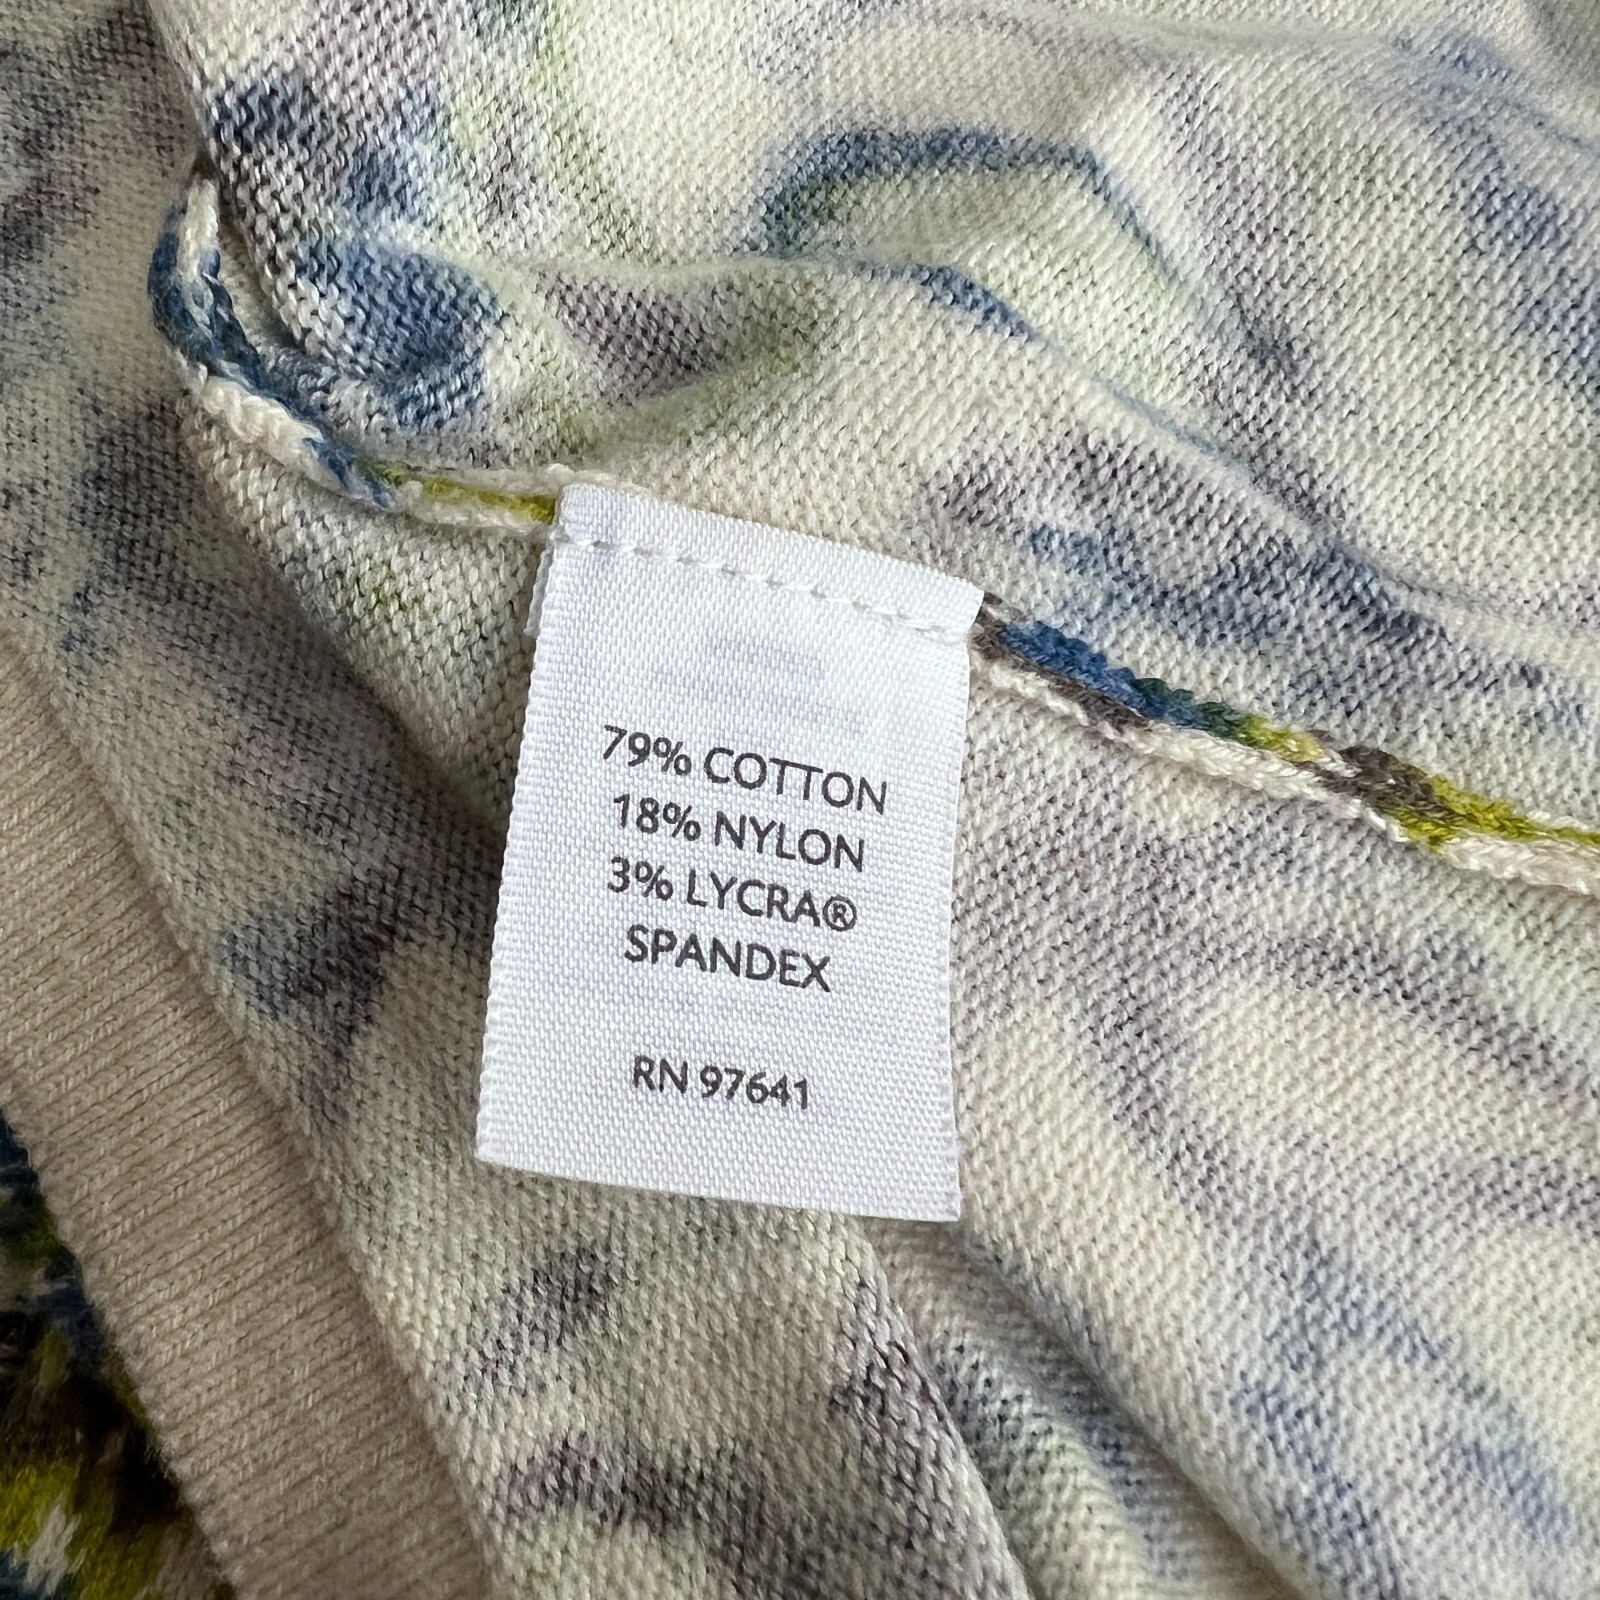 79% COTTON
18% NYLON
3% LYCRA®
SPANDEX
RN 97641